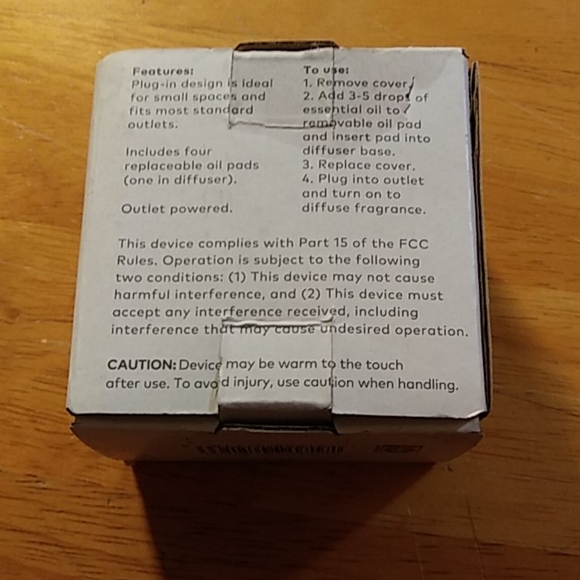 Features:
Plug-in design is ideal
for small spaces and
fits most standard
outlets.
Includes four
replaceable oil pads
(one in diffuser).
Outlet powered.
To use:
1. Remove cover.
2. Add 3-5 drops of
essential oil to
removable oil pad
and insert pad into
diffuser base.
3. Replace cover.
4. Plug into outlet
and turn on to
diffuse fragrance.
This device complies with Part 15 of the FCC
Rules. Operation is subject to the following
two conditions: (1) This device may not cause
harmful interference, and (2) This device must
accept any interference received, including
interference that may cause undesired operation.
CAUTION: Device may be warm to the touch
after use. To avoid injury, use caution when handling.